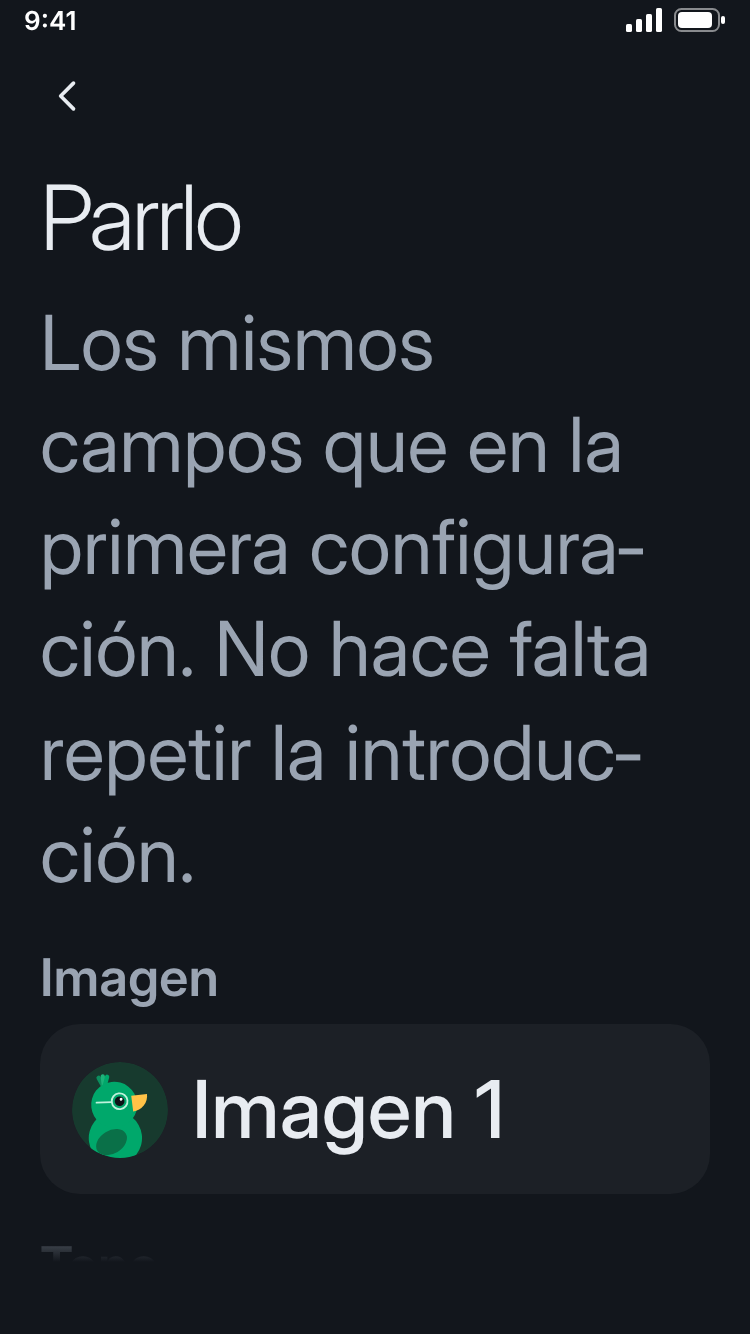 9:41
Parrlo
Los mismos
campos que en la
primera configura-
ción. No hace falta
repetir la introduc-
ción.
Imagen
Imagen 1